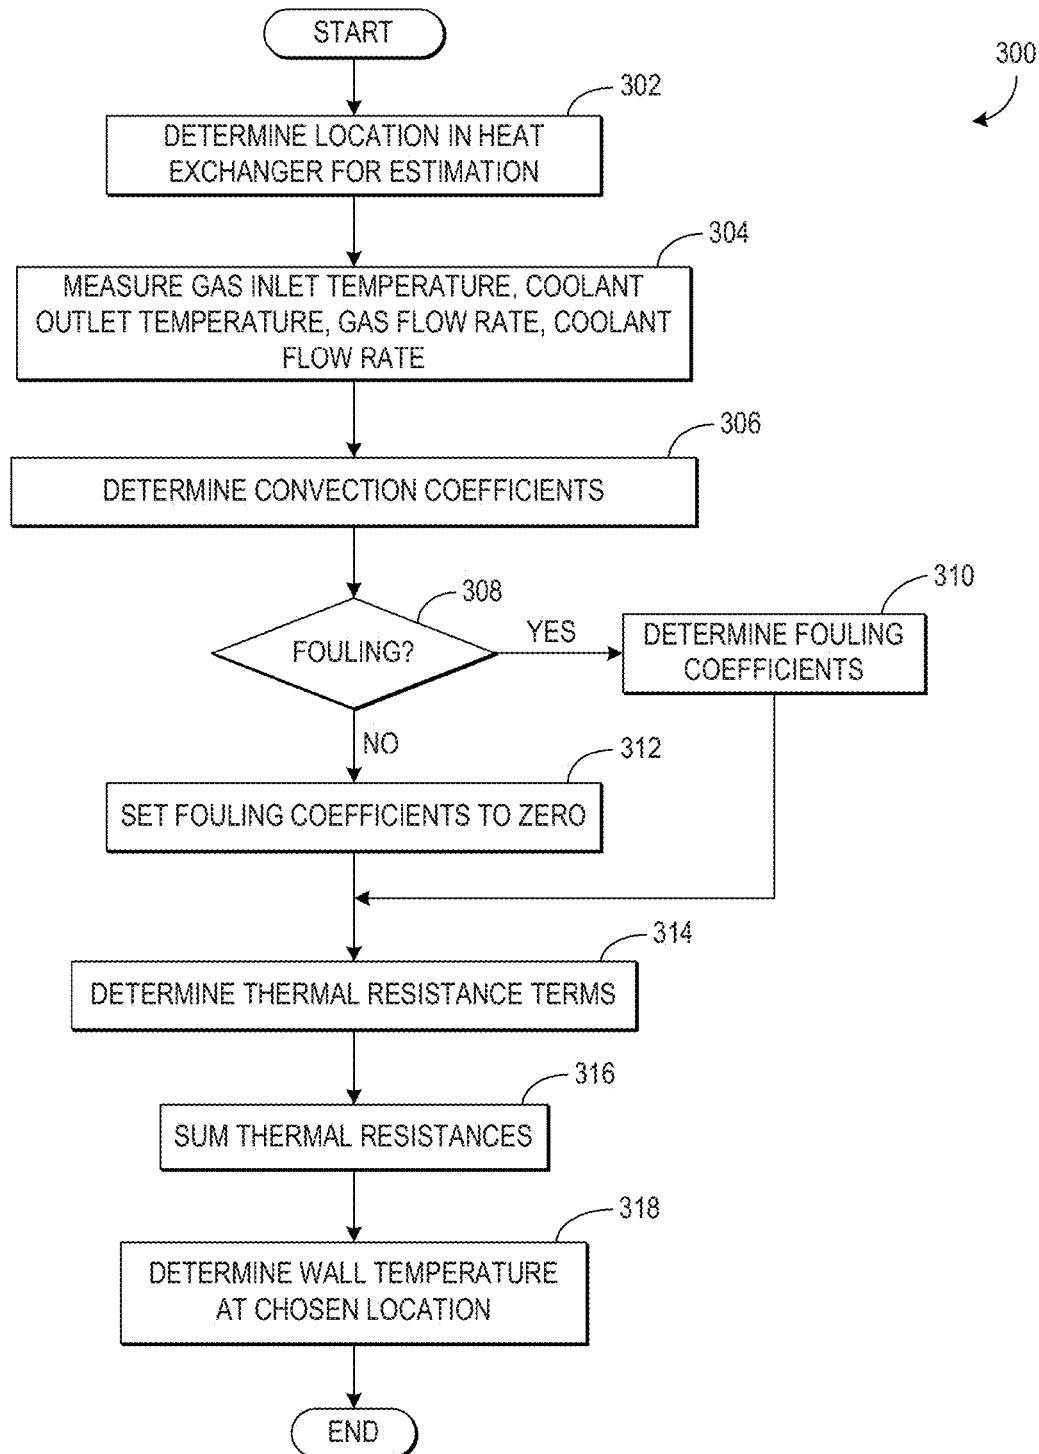 START
300
302
DETERMINE LOCATION IN HEAT
EXCHANGER FOR ESTIMATION
304
MEASURE GAS INLET TEMPERATURE, COOLANT
OUTLET TEMPERATURE, GAS FLOW RATE, COOLANT
FLOW RATE
306
DETERMINE CONVECTION COEFFICIENTS
308
FOULING?
YES
310
DETERMINE FOULING
COEFFICIENTS
NO
312
SET FOULING COEFFICIENTS TO ZERO
314
DETERMINE THERMAL RESISTANCE TERMS
316
SUM THERMAL RESISTANCES
318
DETERMINE WALL TEMPERATURE
AT CHOSEN LOCATION
END